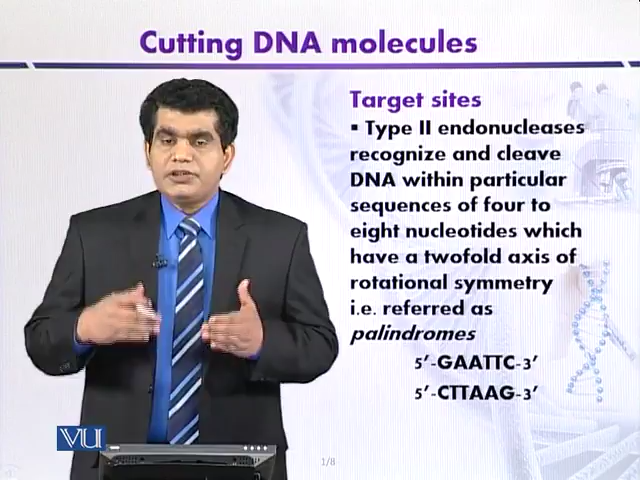 Cutting DNA molecules
Target sites
▪ Type II endonucleases
recognize and cleave
DNA within particular
sequences of four to
eight nucleotides which
have a twofold axis of
rotational symmetry
i.e. referred as
palindromes
5′-GAATTC-3′
5′-CTTAAG-3′
VU
1/8